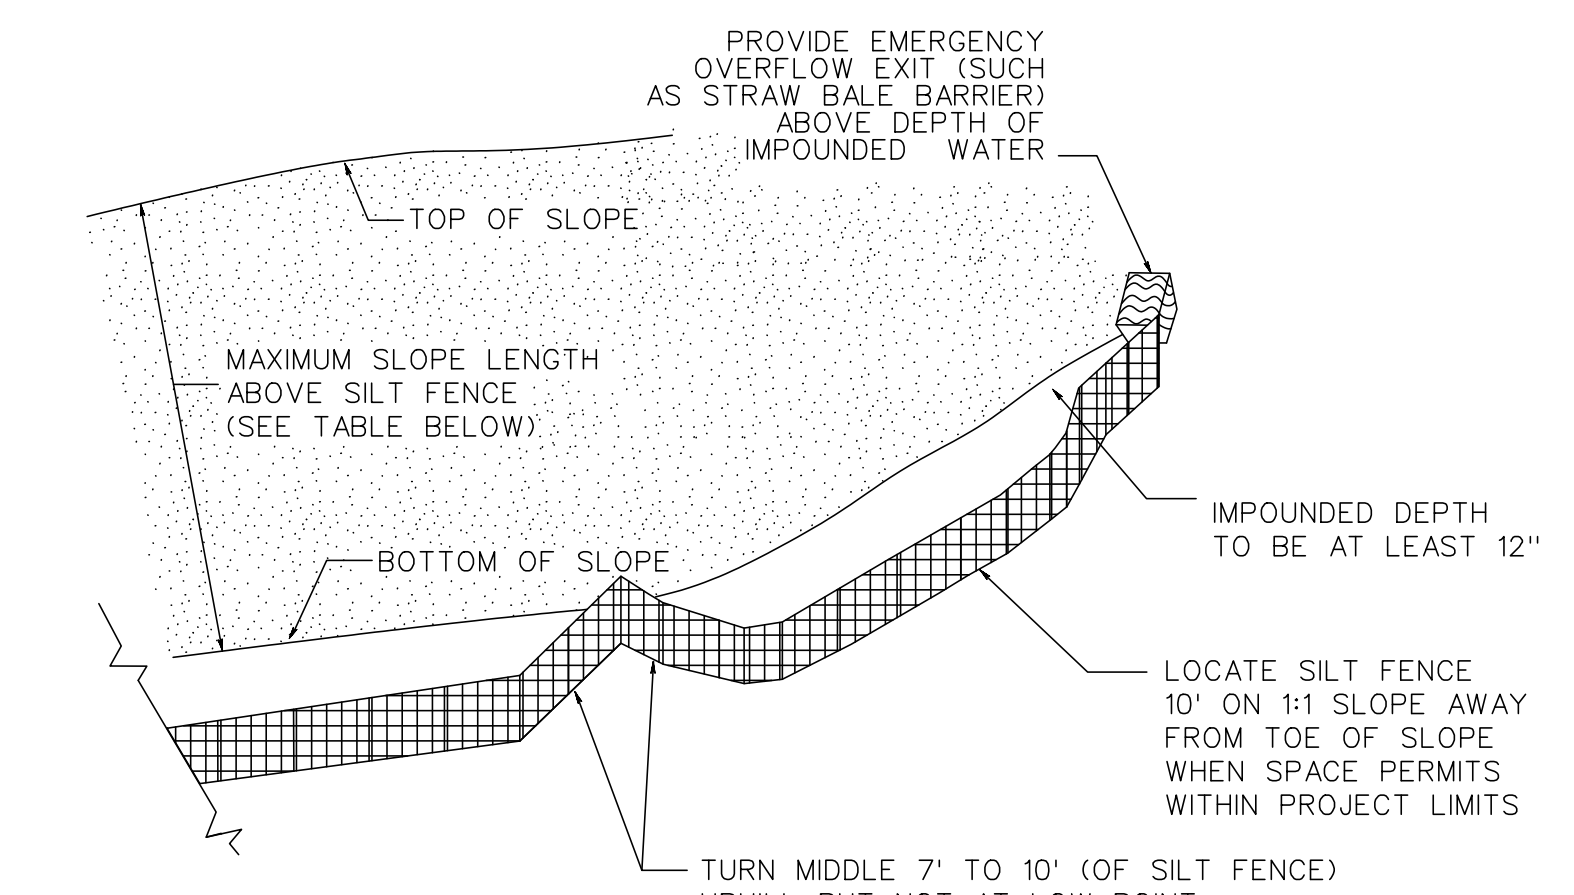 PROVIDE EMERGENCY
OVERFLOW EXIT (SUCH
AS STRAW BALE BARRIER)
ABOVE DEPTH OF
IMPOUNDED WATER
TOP OF SLOPE
MAXIMUM SLOPE LENGTH
ABOVE SILT FENCE
(SEE TABLE BELOW)
IMPOUNDED DEPTH
TO BE AT LEAST 12"
BOTTOM OF SLOPE
LOCATE SILT FENCE
10' ON 1:1 SLOPE AWAY
FROM TOE OF SLOPE
WHEN SPACE PERMITS
WITHIN PROJECT LIMITS
TURN MIDDLE 7' TO 10' (OF SILT FENCE)